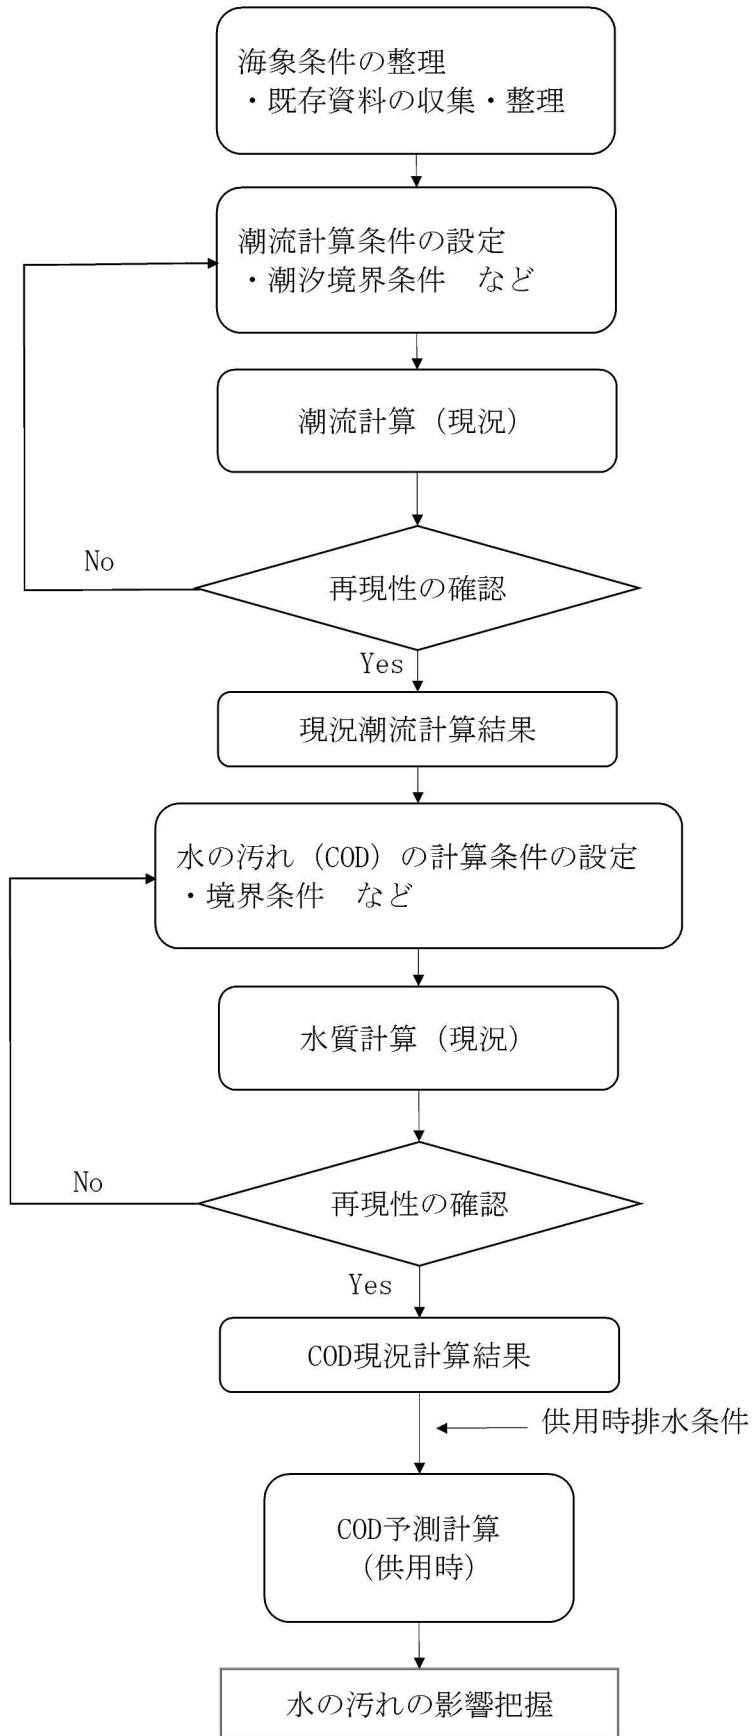 海象条件の整理
・既存資料の収集・整理
潮流計算条件の設定
・潮汐境界条件　など
潮流計算（現況）
No
再現性の確認
Yes
現況潮流計算結果
水の汚れ（COD）の計算条件の設定
・境界条件　など
水質計算（現況）
No
再現性の確認
Yes
COD現況計算結果
供用時排水条件
COD予測計算
（供用時）
水の汚れの影響把握